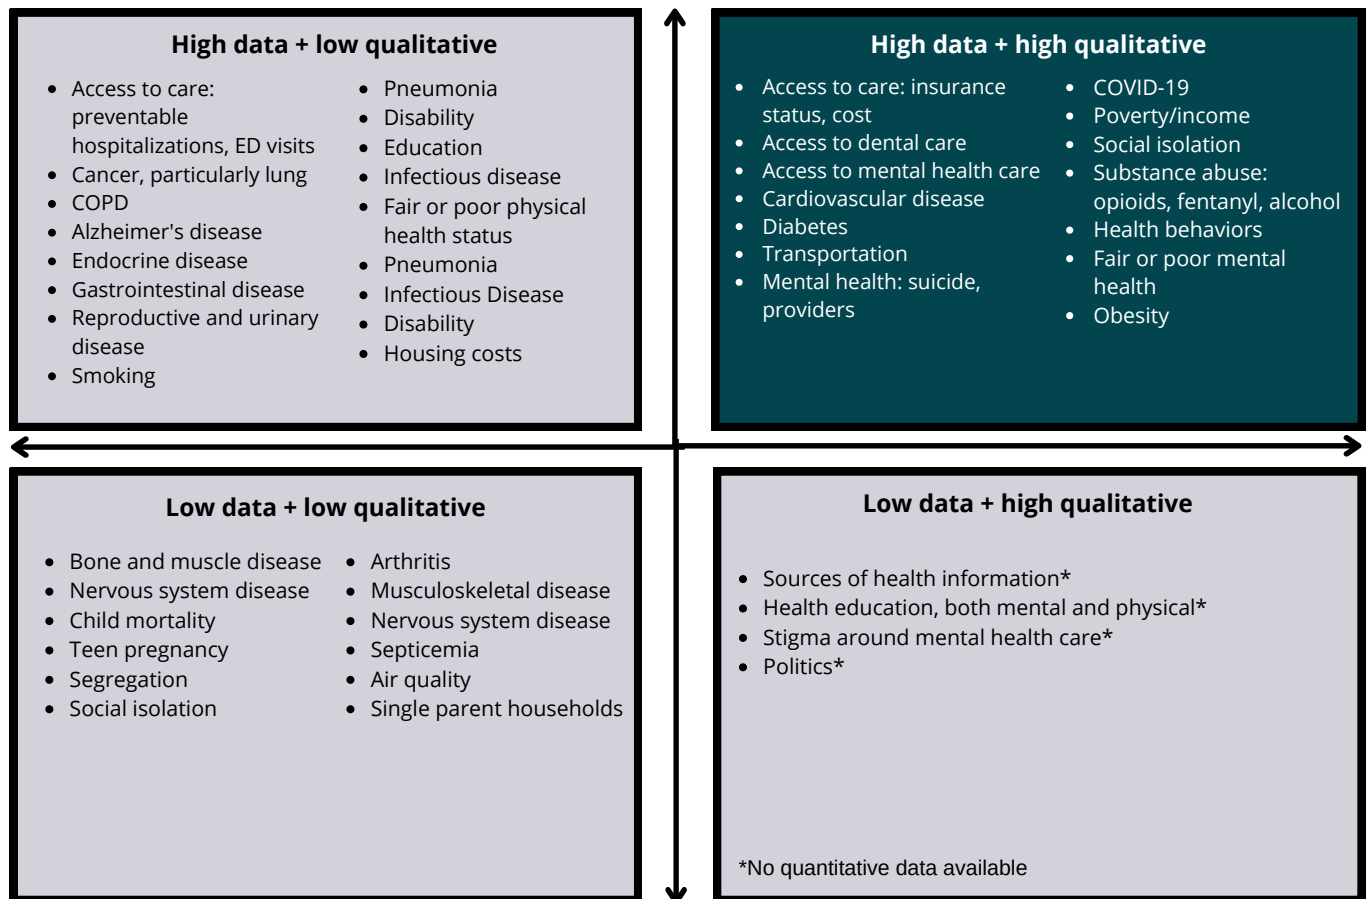 High data + low qualitative
• Access to care:
preventable
hospitalizations, ED visits
• Cancer, particularly lung
• COPD
• Alzheimer's disease
• Endocrine disease
• Gastrointestinal disease
• Reproductive and urinary
disease
• Smoking
• Pneumonia
• Disability
• Education
• Infectious disease
• Fair or poor physical
health status
• Pneumonia
• Infectious Disease
• Disability
• Housing costs
High data + high qualitative
• Access to care: insurance
status, cost
• Access to dental care
• Access to mental health care
• Cardiovascular disease
• Diabetes
• Transportation
• Mental health: suicide,
providers
• COVID-19
• Poverty/income
• Social isolation
• Substance abuse:
opioids, fentanyl, alcohol
• Health behaviors
• Fair or poor mental
health
• Obesity
Low data + low qualitative
• Bone and muscle disease
• Nervous system disease
• Child mortality
• Teen pregnancy
• Segregation
• Social isolation
• Arthritis
• Musculoskeletal disease
• Nervous system disease
• Septicemia
• Air quality
• Single parent households
Low data + high qualitative
• Sources of health information*
• Health education, both mental and physical*
• Stigma around mental health care*
• Politics*
*No quantitative data available